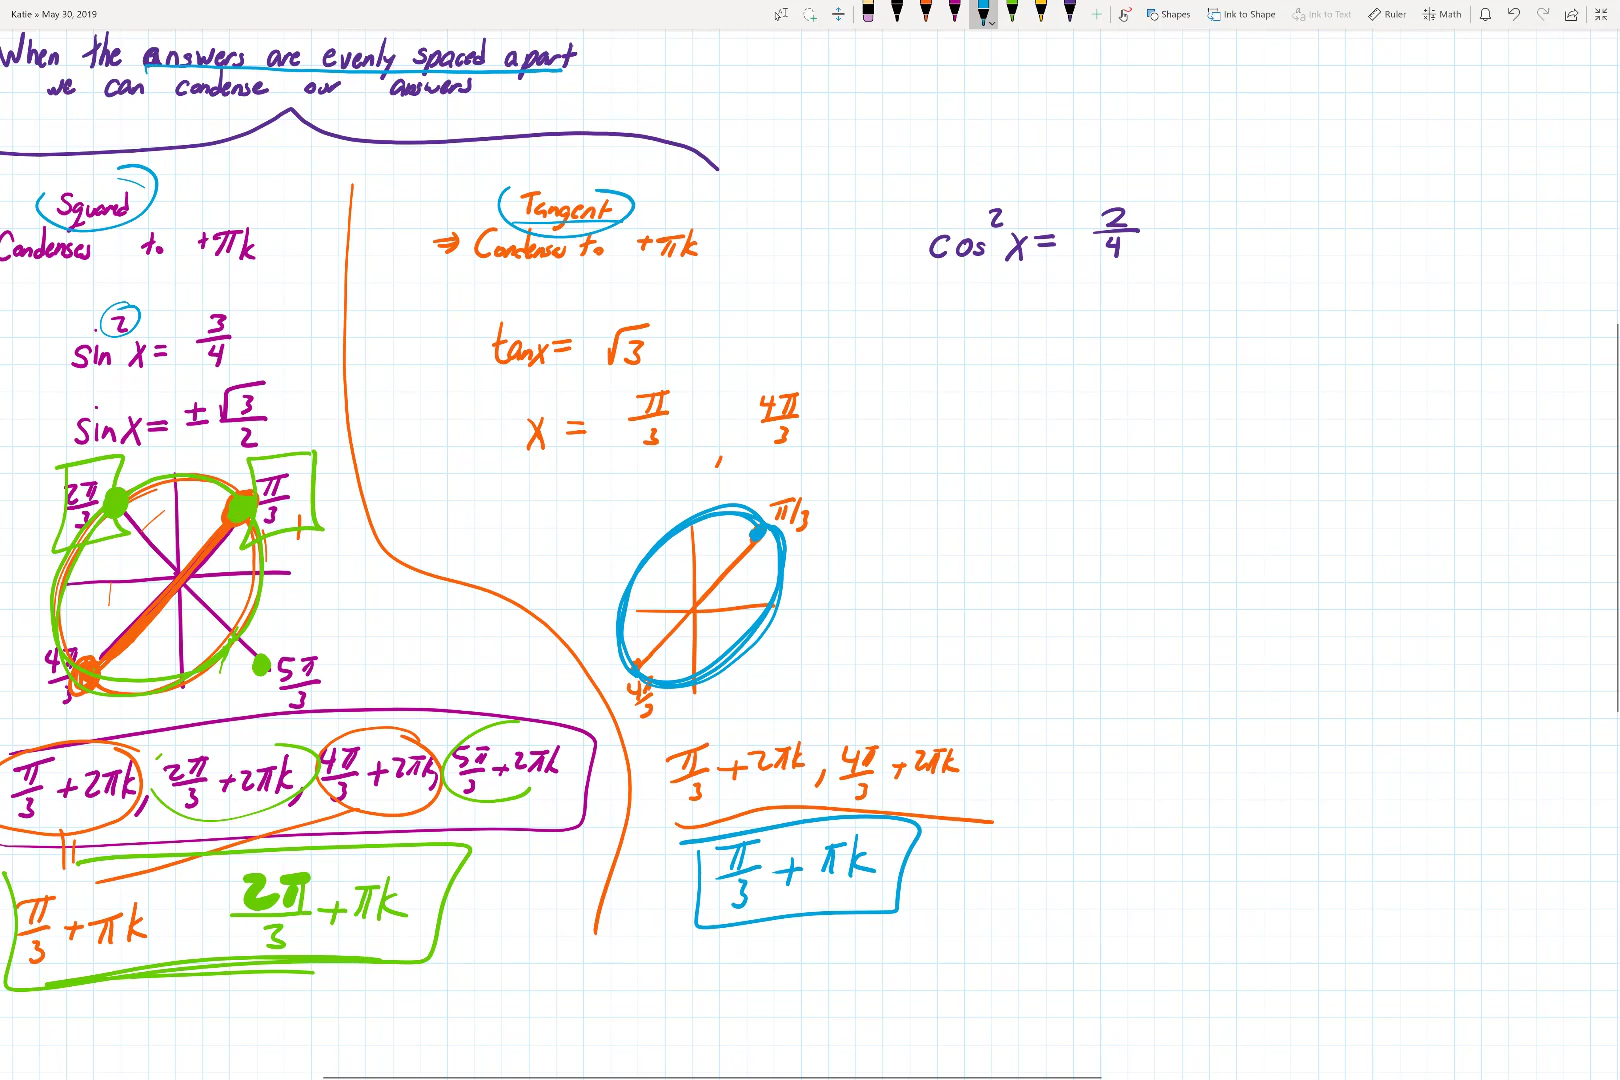 Katie » May 30, 2019
Shapes Ink to Shape Ink to Text Ruler Math
When the answers are evenly spaced apart
we can condense our answers
Squared
Condenses to +πk
sin² x = 3/4
sin x = ± √3/2
2π/3 π/3
4π/3 5π/3
π/3 + 2πk, 2π/3 + 2πk, 4π/3 + 2πk, 5π/3 + 2πk
π/3 + πk 2π/3 + πk
Tangent
⇒ Condenses to +πk
tan x = √3
x = π/3, 4π/3
π/3
4π/3
π/3 + 2πk, 4π/3 + 2πk
π/3 + πk
cos² x = 2/4